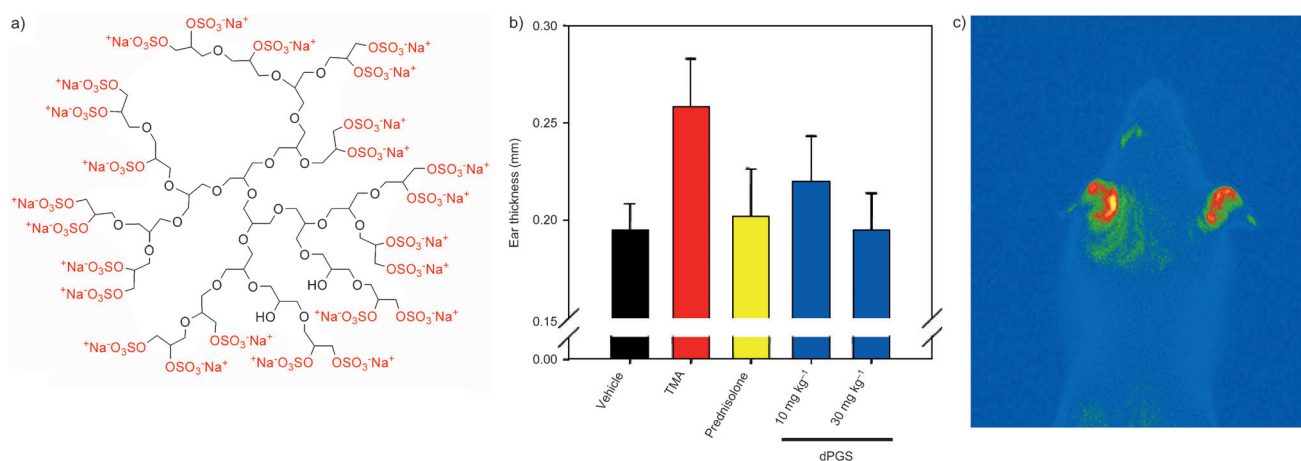 a)
OSO₃⁻Na⁺
⁺Na⁻O₃SO O OSO₃⁻Na⁺ OSO₃⁻Na⁺
O O OSO₃⁻Na⁺
⁺Na⁻O₃SO
⁺Na⁻O₃SO
O
O OSO₃⁻Na⁺
OSO₃⁻Na⁺
⁺Na⁻O₃SO O O O
OSO₃⁻Na⁺
O O O OSO₃⁻Na⁺
⁺Na⁻O₃SO
O O O
⁺Na⁻O₃SO O
O OSO₃⁻Na⁺
O O
⁺Na⁻O₃SO OSO₃⁻Na⁺
⁺Na⁻O₃SO O HO O
O O
HO O ⁺Na⁻O₃SO OSO₃⁻Na⁺
O OSO₃⁻Na⁺
⁺Na⁻O₃SO
OSO₃⁻Na⁺ ⁺Na⁻O₃SO OSO₃⁻Na⁺
b)
Ear thickness (mm)
0.30
0.25
0.20
0.15
0.00
Vehicle
TMA
Prednisolone
10 mg kg⁻¹
30 mg kg⁻¹
dPGS
c)